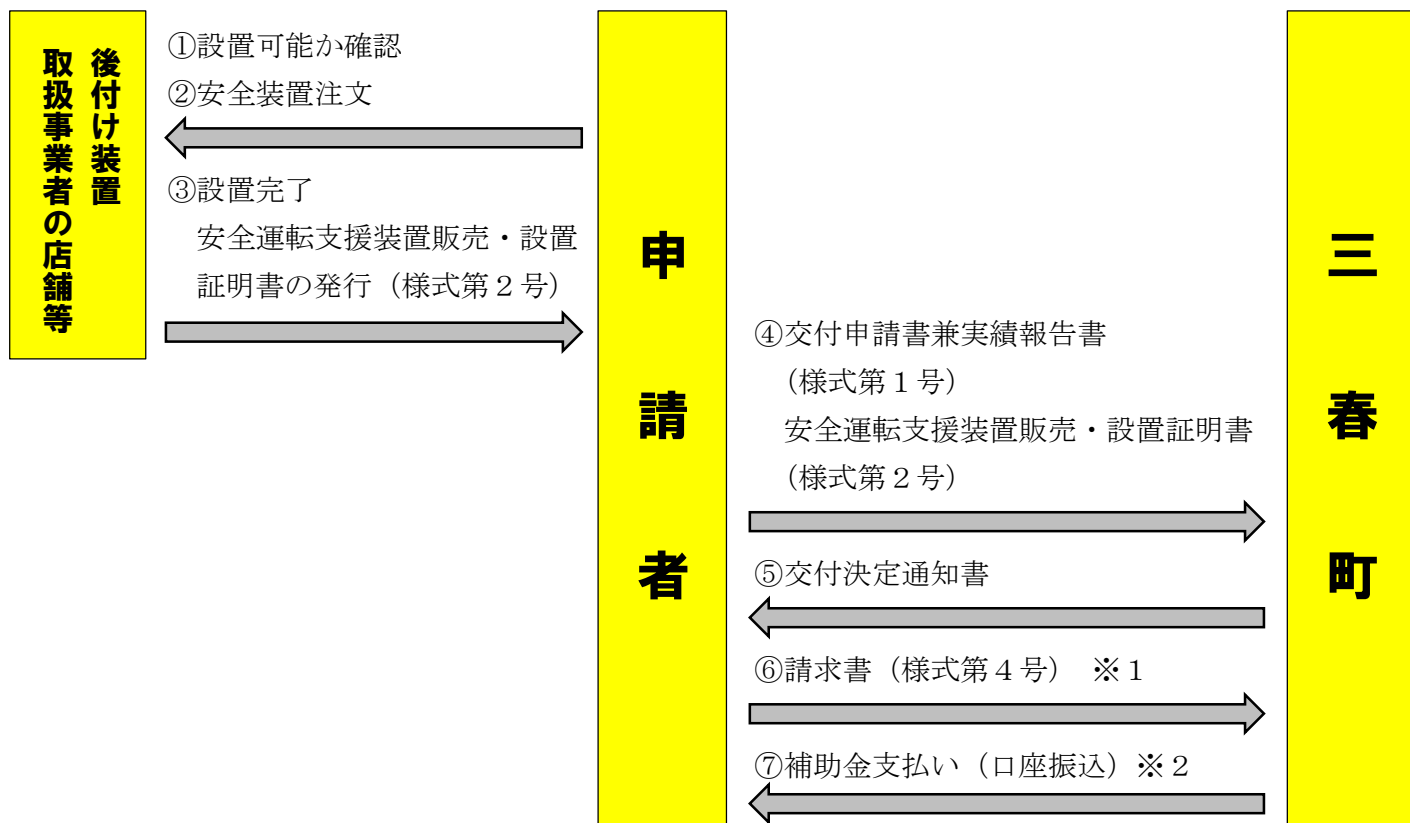 後付け装置
取扱事業者の店舗等
①設置可能か確認
②安全装置注文
③設置完了
安全運転支援装置販売・設置
証明書の発行（様式第２号）
申請者
④交付申請書兼実績報告書
（様式第１号）
安全運転支援装置販売・設置証明書
（様式第２号）
⑤交付決定通知書
⑥請求書（様式第４号）　※１
⑦補助金支払い（口座振込）※２
三春町